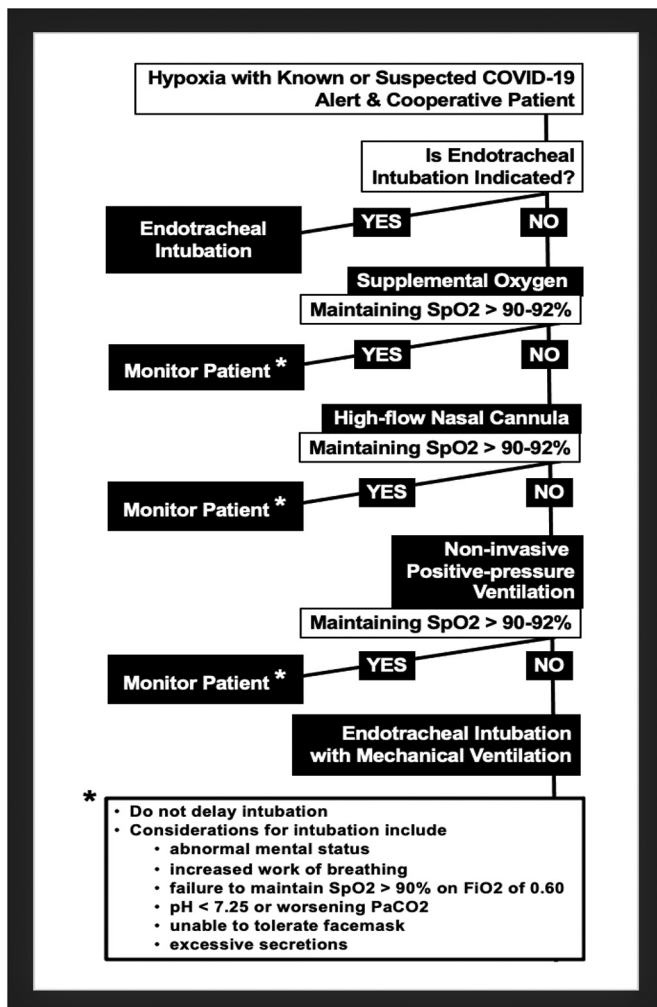 Hypoxia with Known or Suspected COVID-19
Alert & Cooperative Patient
Is Endotracheal
Intubation Indicated?
YES
NO
Endotracheal
Intubation
Supplemental Oxygen
Maintaining SpO2 > 90-92%
YES
NO
Monitor Patient *
High-flow Nasal Cannula
Maintaining SpO2 > 90-92%
YES
NO
Monitor Patient *
Non-invasive
Positive-pressure
Ventilation
Maintaining SpO2 > 90-92%
YES
NO
Monitor Patient *
Endotracheal Intubation
with Mechanical Ventilation
*
• Do not delay intubation
• Considerations for intubation include
• abnormal mental status
• increased work of breathing
• failure to maintain SpO2 > 90% on FiO2 of 0.60
• pH < 7.25 or worsening PaCO2
• unable to tolerate facemask
• excessive secretions